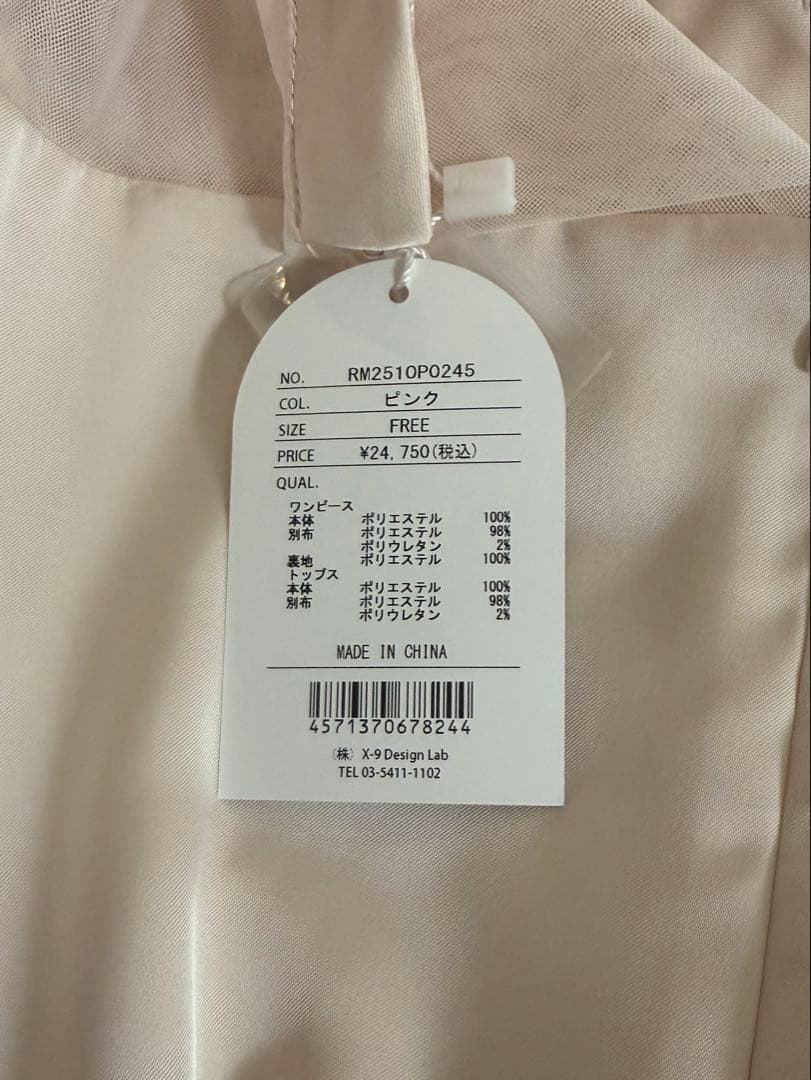 NO. RM2510P0245
COL. ピンク
SIZE FREE
PRICE ¥24,750(税込)
QUAL.
ワンピース
本体 ポリエステル 100%
別布 ポリエステル 98%
ポリウレタン 2%
裏地 ポリエステル 100%
トップス
本体 ポリエステル 100%
別布 ポリエステル 98%
ポリウレタン 2%
MADE IN CHINA
4571370678244
(株) X-9 Design Lab
TEL 03-5411-1102